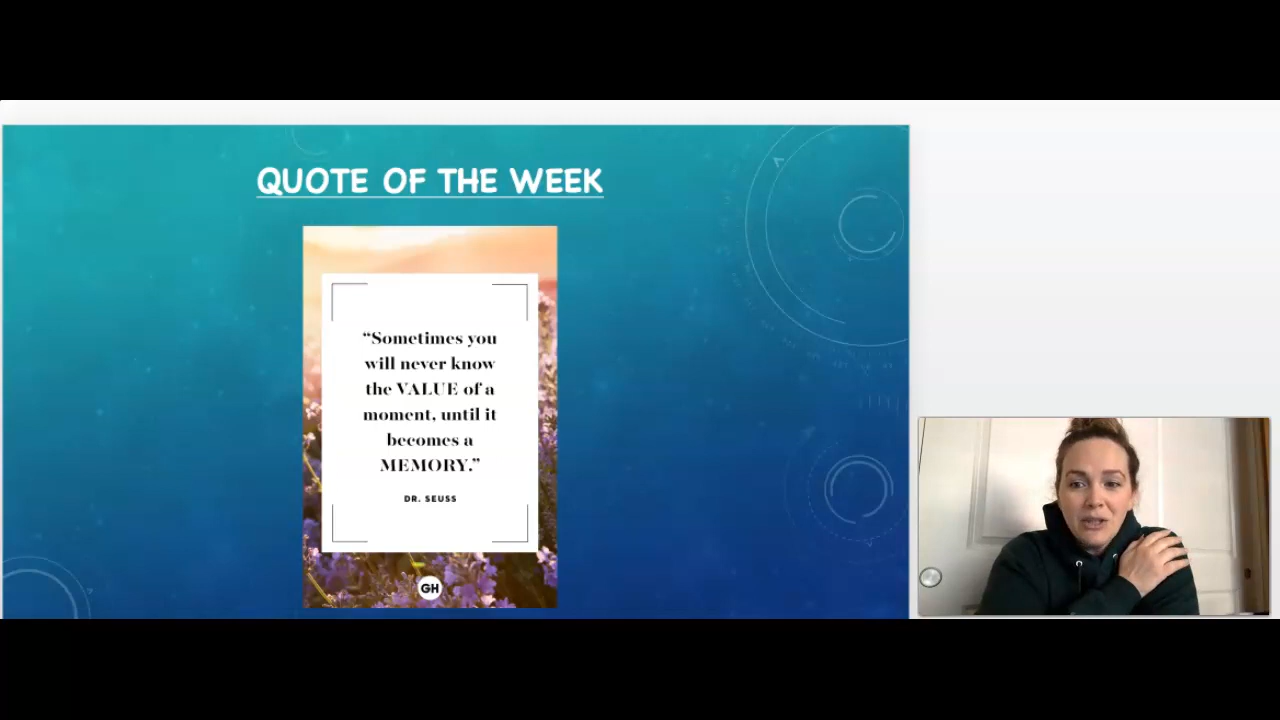 QUOTE OF THE WEEK
“Sometimes you
will never know
the VALUE of a
moment, until it
becomes a
MEMORY.”
DR. SEUSS
GH